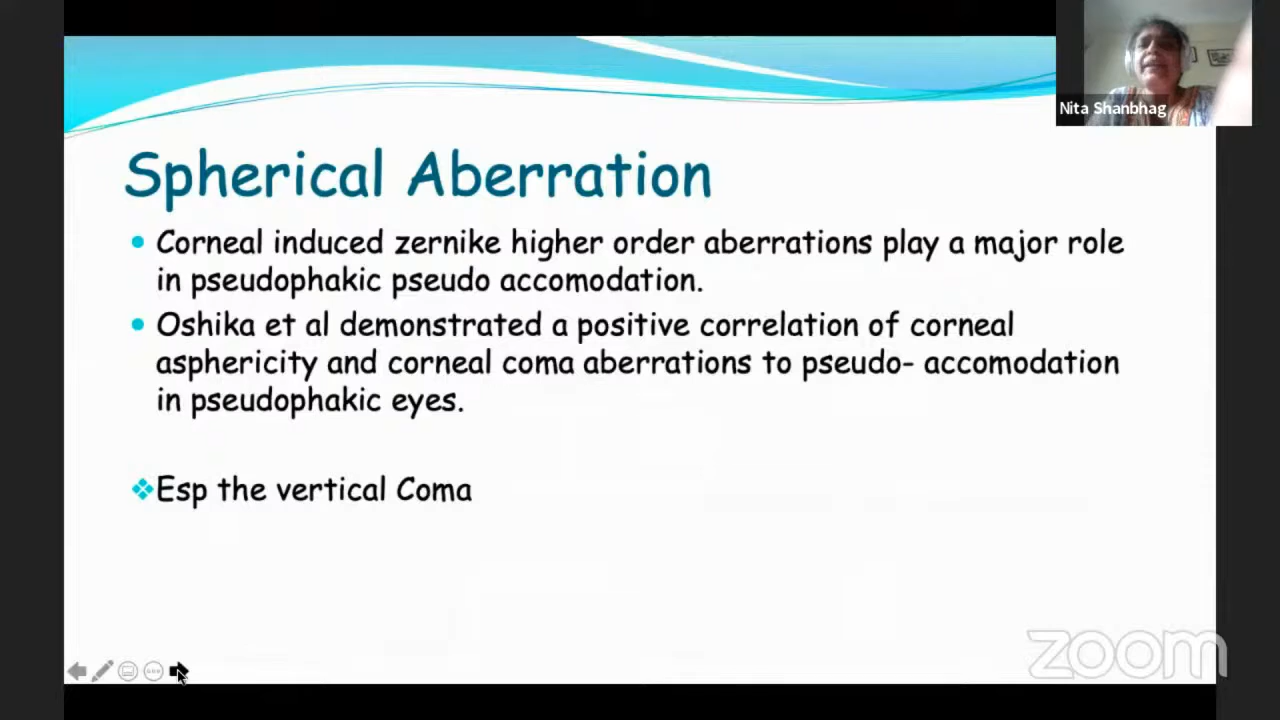 Nita Shanbhag
Spherical Aberration
Corneal induced zernike higher order aberrations play a major role
in pseudophakic pseudo accomodation.
Oshika et al demonstrated a positive correlation of corneal
asphericity and corneal coma aberrations to pseudo- accomodation
in pseudophakic eyes.
Esp the vertical Coma
zoom